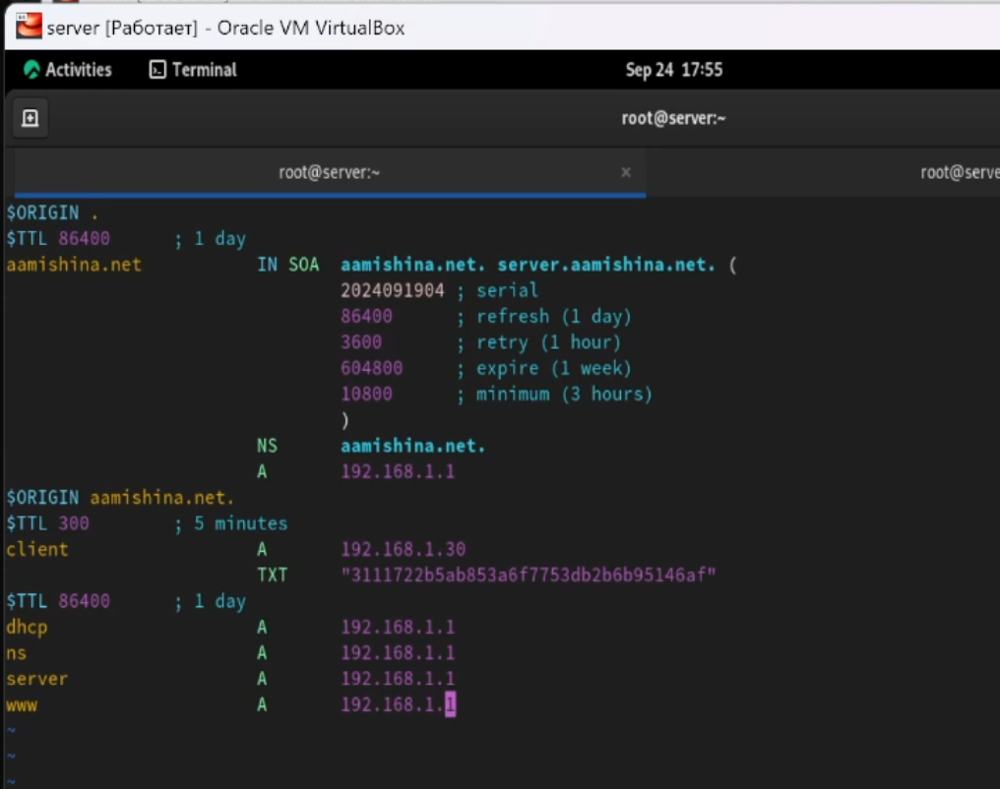 server [Работает] - Oracle VM VirtualBox
Activities Terminal Sep 24 17:55
root@server:~
root@server:~ × root@serve
$ORIGIN .
$TTL 86400 ; 1 day
aamishina.net IN SOA aamishina.net. server.aamishina.net. (
2024091904 ; serial
86400 ; refresh (1 day)
3600 ; retry (1 hour)
604800 ; expire (1 week)
10800 ; minimum (3 hours)
)
NS aamishina.net.
A 192.168.1.1
$ORIGIN aamishina.net.
$TTL 300 ; 5 minutes
client A 192.168.1.30
TXT "3111722b5ab853a6f7753db2b6b95146af"
$TTL 86400 ; 1 day
dhcp A 192.168.1.1
ns A 192.168.1.1
server A 192.168.1.1
www A 192.168.1.1
~
~
~